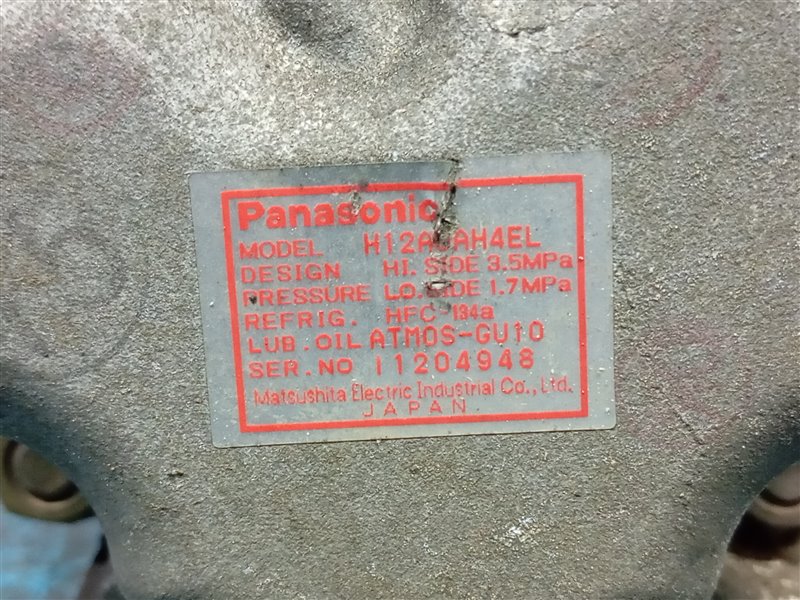 Panasonic
MODEL
DESIGN HI. SIDE 3.5MPa
PRESSURE LO. SIDE 1.7MPa
REFRIG. HFC-134a
LUB. OIL ATMOS-GU10
SER. NO 11204948
Matsushita Electric Industrial Co., Ltd.
JAPAN